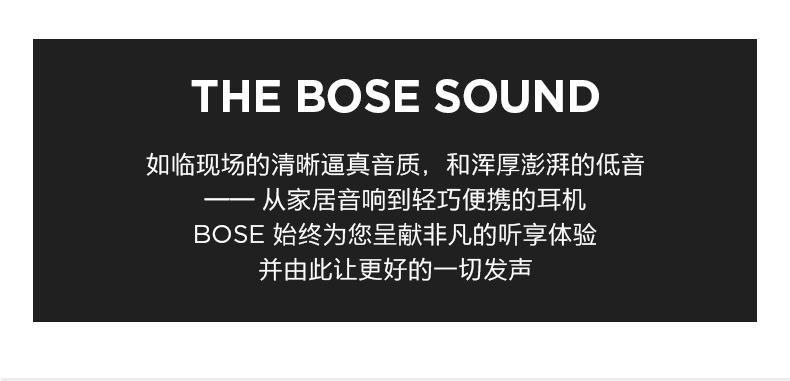 THE BOSE SOUND
如临现场的清晰逼真音质，和浑厚澎湃的低音
—— 从家居音响到轻巧便携的耳机
BOSE 始终为您呈献非凡的听享体验
并由此让更好的一切发声